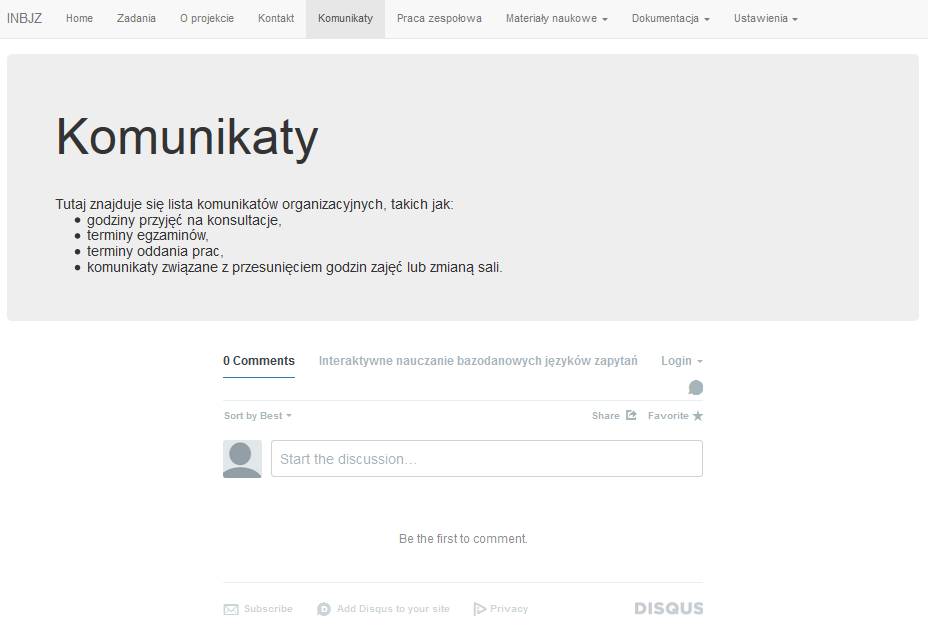 INBJZ Home Zadania O projekcie Kontakt Komunikaty Praca zespołowa Materiały naukowe Dokumentacja Ustawienia
Komunikaty
Tutaj znajduje się lista komunikatów organizacyjnych, takich jak:
godziny przyjęć na konsultacje,
terminy egzaminów,
terminy oddania prac,
komunikaty związane z przesunięciem godzin zajęć lub zmianą sali.
0 Comments Interaktywne nauczanie bazodanowych języków zapytań Login
Sort by Best Share Favorite
Start the discussion...
Be the first to comment.
Subscribe Add Disqus to your site Privacy DISQUS